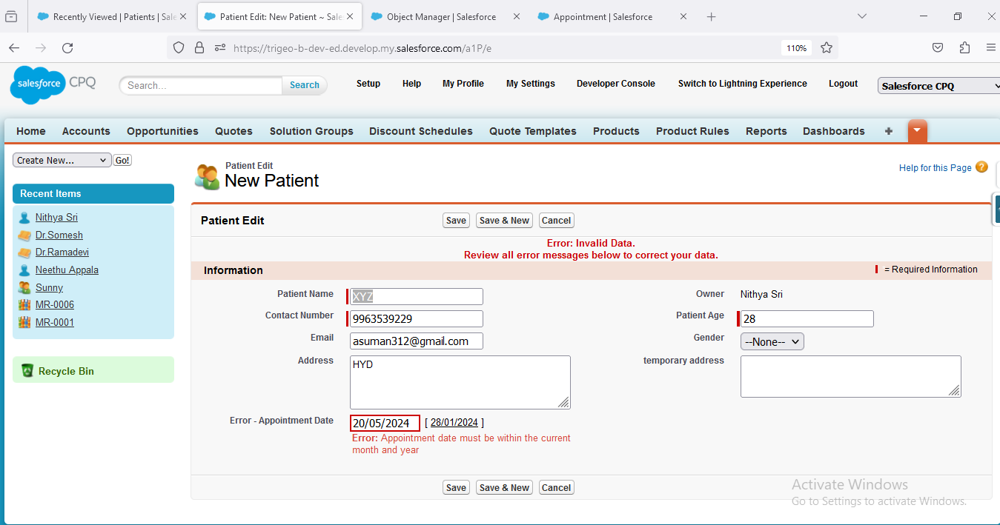 Recently Viewed | Patients | Sale
Patient Edit: New Patient ~ Sale
Object Manager | Salesforce
Appointment | Salesforce
https://trigeo-b-dev-ed.develop.my.salesforce.com/a1P/e
110%
salesforce CPQ
Search...
Search
Setup
Help
My Profile
My Settings
Developer Console
Switch to Lightning Experience
Logout
Salesforce CPQ
Home
Accounts
Opportunities
Quotes
Solution Groups
Discount Schedules
Quote Templates
Products
Product Rules
Reports
Dashboards
Create New...
Go!
Recent Items
Nithya Sri
Dr.Somesh
Dr.Ramadevi
Neethu Appala
Sunny
MR-0006
MR-0001
Recycle Bin
Patient Edit
New Patient
Help for this Page
Patient Edit
Save
Save & New
Cancel
Error: Invalid Data.
Review all error messages below to correct your data.
Information
= Required Information
Patient Name
XYZ
Owner
Nithya Sri
Contact Number
9963539229
Patient Age
28
Email
asuman312@gmail.com
Gender
--None--
Address
HYD
temporary address
Error - Appointment Date
20/05/2024
[ 28/01/2024 ]
Error: Appointment date must be within the current
month and year
Save
Save & New
Cancel
Activate Windows
Go to Settings to activate Windows.